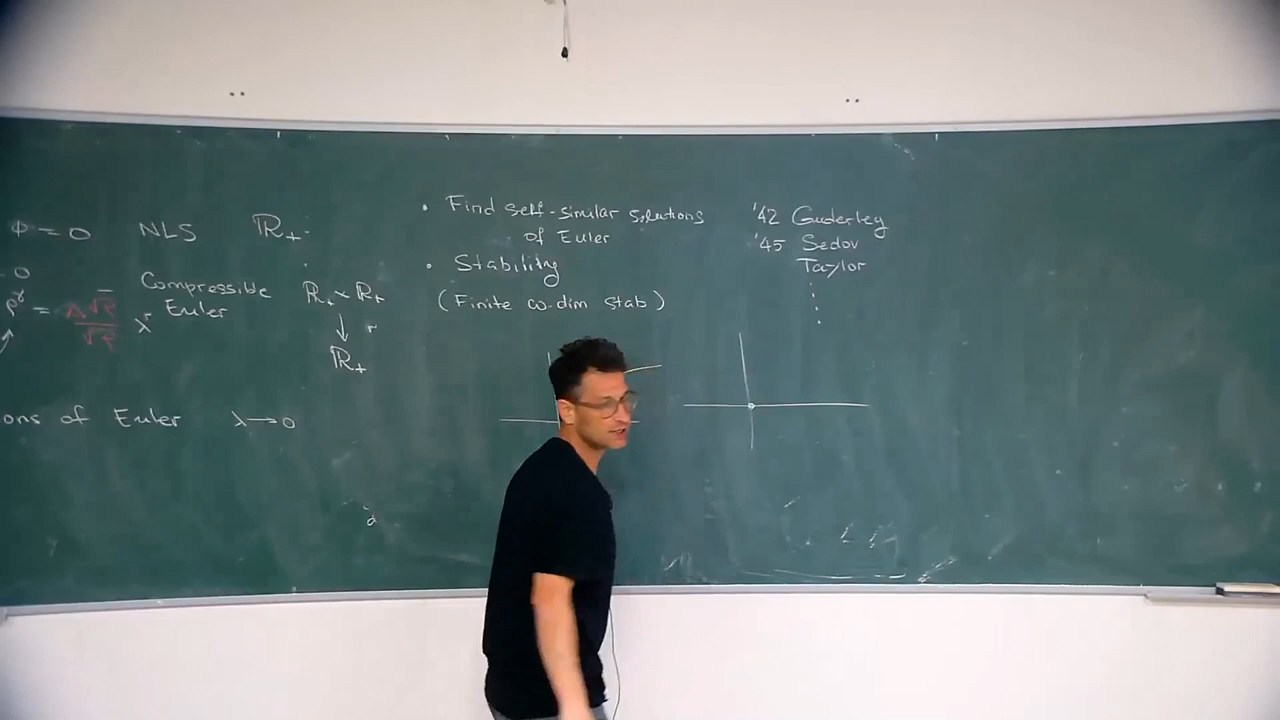 ϕ = 0 NLS ℝ₊
0 Compressible ℝ₊ × ℝ₊
ρ^γ = Δ√ρ / √ρ λ Euler ↓ r
ℝ₊
ons of Euler λ → 0
• Find self-similar solutions
of Euler
• Stability
(Finite co-dim stab)
'42 Guderley
'45 Sedov
Taylor